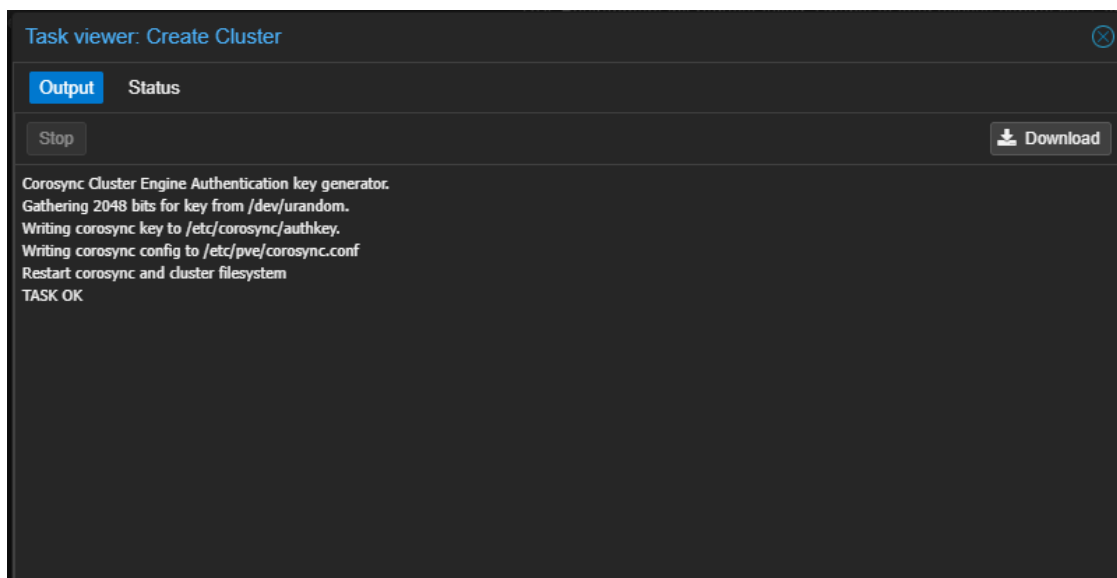 Task viewer: Create Cluster
Output Status
Stop Download
Corosync Cluster Engine Authentication key generator.
Gathering 2048 bits for key from /dev/urandom.
Writing corosync key to /etc/corosync/authkey.
Writing corosync config to /etc/pve/corosync.conf
Restart corosync and cluster filesystem
TASK OK